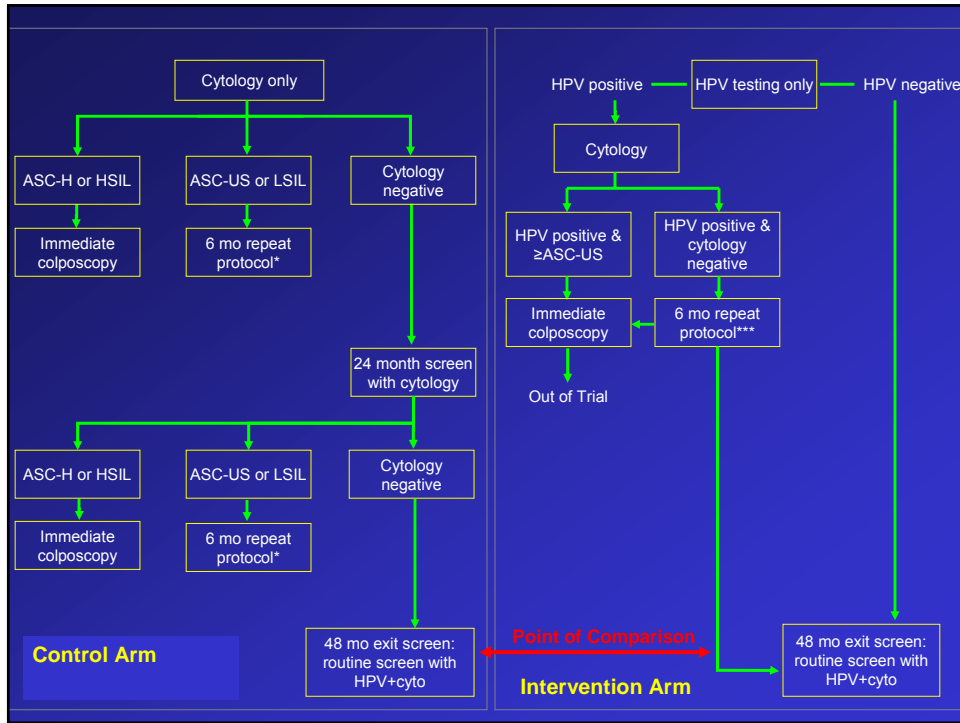 Cytology only
ASC-H or HSIL
ASC-US or LSIL
Cytology
negative
Immediate
colposcopy
6 mo repeat
protocol*
24 month screen
with cytology
ASC-H or HSIL
ASC-US or LSIL
Cytology
negative
Immediate
colposcopy
6 mo repeat
protocol*
48 mo exit screen:
routine screen with
HPV+cyto
Control Arm
Point of Comparison
HPV positive
HPV testing only
HPV negative
Cytology
HPV positive &
≥ASC-US
HPV positive &
cytology
negative
Immediate
colposcopy
6 mo repeat
protocol***
Out of Trial
48 mo exit screen:
routine screen with
HPV+cyto
Intervention Arm